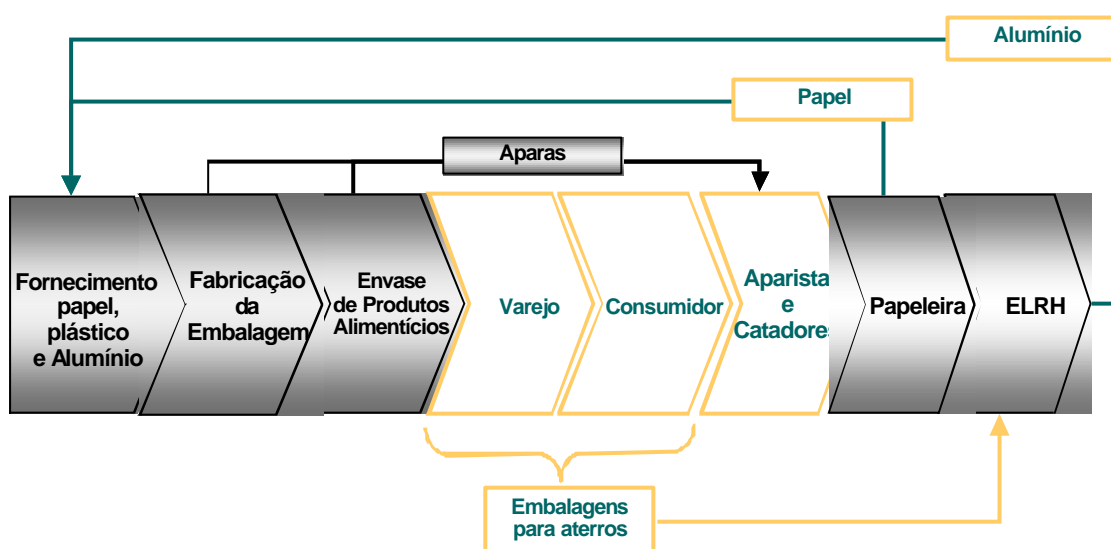 Alumínio
Papel
Aparas
Fornecimento
papel,
plástico
e Alumínio
Fabricação
da
Embalagem
Envase
de Produtos
Alimentícios
Varejo
Consumidor
Aparista
e
Catadores
Papeleira
ELRH
Embalagens
para aterros